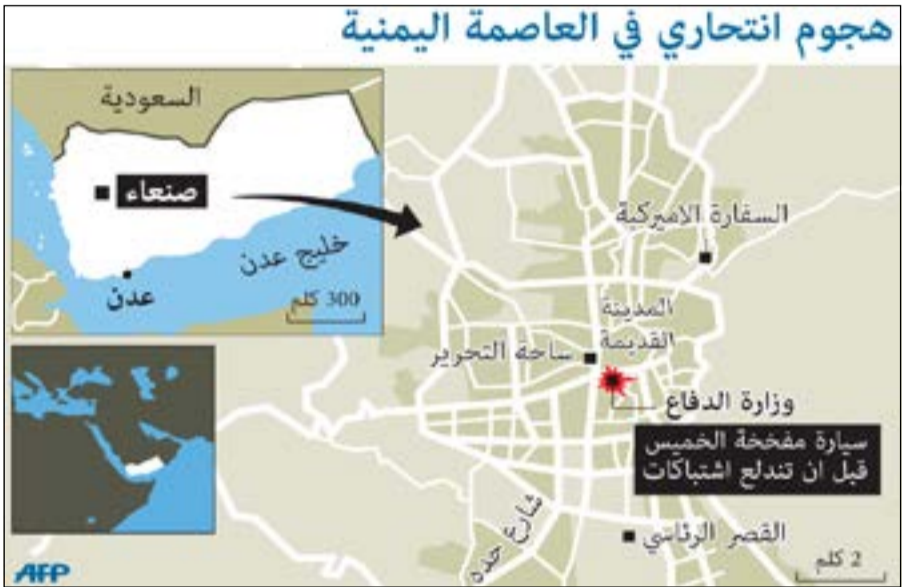 هجوم انتحاري في العاصمة اليمنية
السعودية
صنعاء
خليج عدن
عدن
300 كلم
السفارة الاميركية
المدينة
القديمة
ساحة التحرير
وزارة الدفاع
سيارة مفخخة الخميس
قبل ان تندلع اشتباكات
شارع حده
القصر الرئاسي
2 كلم
AFP